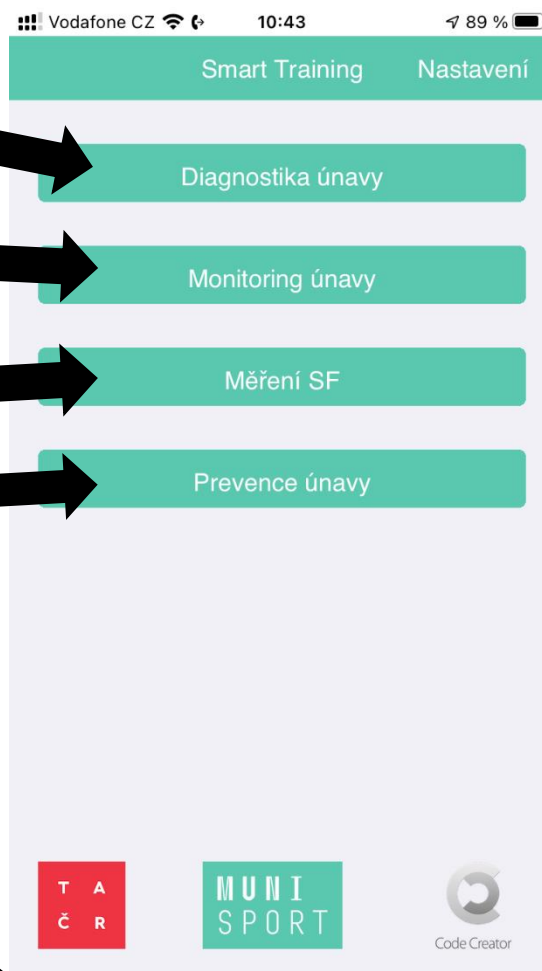 Vodafone CZ 10:43 89 %
Smart Training Nastavení
Diagnostika únavy
Monitoring únavy
Měření SF
Prevence únavy
T A
Č R
MUNI
SPORT
Code Creator